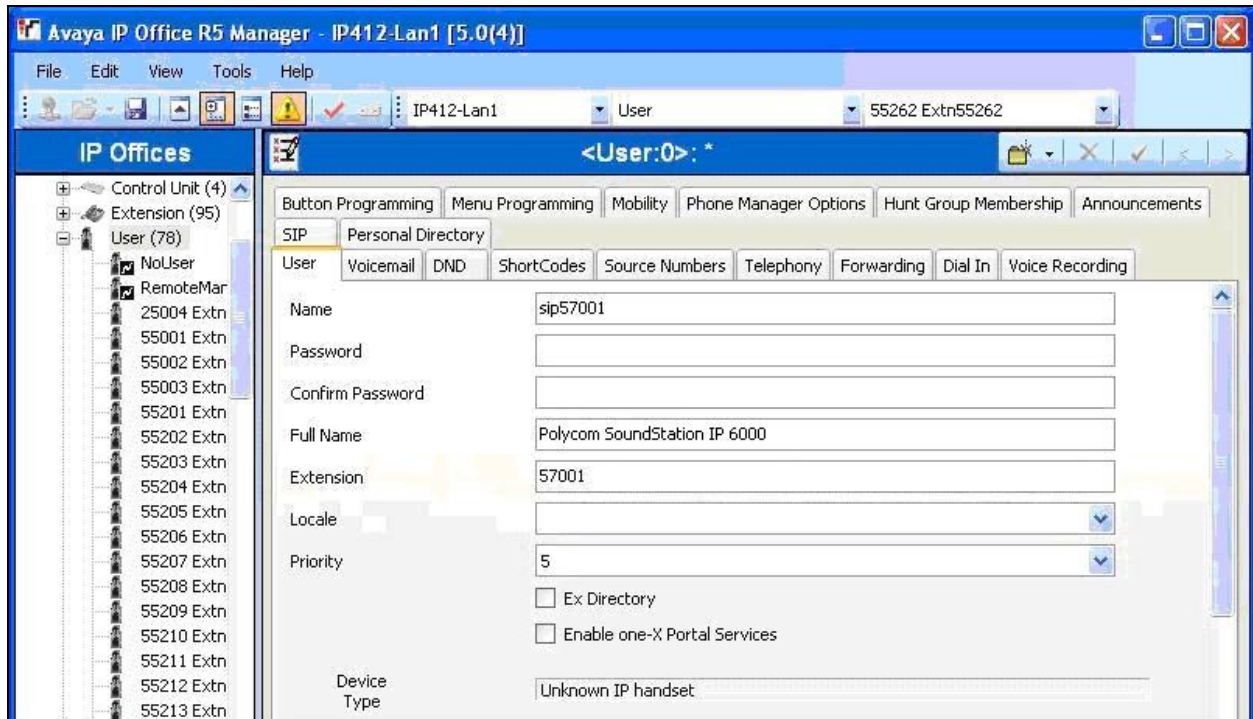 Avaya IP Office R5 Manager - IP412-Lan1 [5.0(4)]
File Edit View Tools Help
IP412-Lan1 User 55262 Extn55262
IP Offices
<User:0>: *
Control Unit (4)
Extension (95)
User (78)
NoUser
RemoteMar
25004 Extn
55001 Extn
55002 Extn
55003 Extn
55201 Extn
55202 Extn
55203 Extn
55204 Extn
55205 Extn
55206 Extn
55207 Extn
55208 Extn
55209 Extn
55210 Extn
55211 Extn
55212 Extn
55213 Extn
Button Programming Menu Programming Mobility Phone Manager Options Hunt Group Membership Announcements
SIP Personal Directory
User Voicemail DND ShortCodes Source Numbers Telephony Forwarding Dial In Voice Recording
Name sip57001
Password
Confirm Password
Full Name Polycom SoundStation IP 6000
Extension 57001
Locale
Priority 5
Ex Directory
Enable one-X Portal Services
Device
Type Unknown IP handset